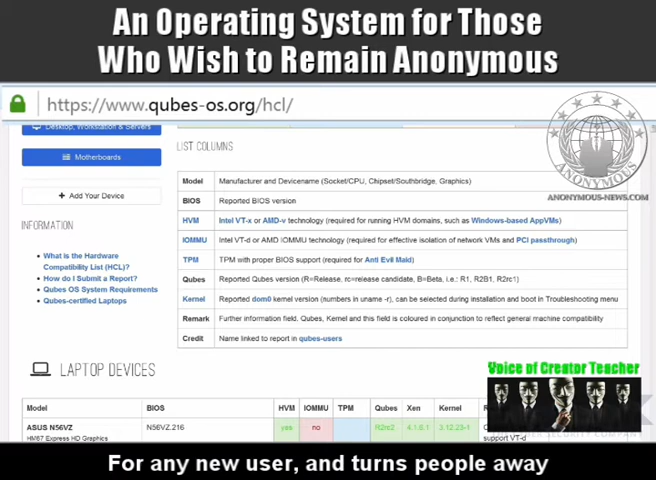 An Operating System for Those
Who Wish to Remain Anonymous
https://www.qubes-os.org/hcl/
Desktop, Workstation & Servers
Motherboards
+ Add Your Device
INFORMATION
What is the Hardware
Compatibility List (HCL)?
How do I Submit a Report?
Qubes OS System Requirements
Qubes-certified Laptops
LIST COLUMNS
Model Manufacturer and Devicename (Socket/CPU, Chipset/Southbridge, Graphics)
BIOS Reported BIOS version
HVM Intel VT-x or AMD-v technology (required for running HVM domains, such as Windows-based AppVMs)
IOMMU Intel VT-d or AMD IOMMU technology (required for effective isolation of network VMs and PCI passthrough)
TPM TPM with proper BIOS support (required for Anti Evil Maid)
Qubes Reported Qubes version (R=Release, rc=release candidate, B=Beta, i.e.: R1, R2B1, R2rc1)
Kernel Reported dom0 kernel version (numbers in uname -r), can be selected during installation and boot in Troubleshooting menu
Remark Further information field. Qubes, Kernel and this field is coloured in conjuction to reflect general machine compatibility
Credit Name linked to report in qubes-users
ANONYMOUS
ANONYMOUS-NEWS.COM
Voice of Creator Teacher
LAPTOP DEVICES
Model BIOS HVM IOMMU TPM Qubes Xen Kernel
ASUS N56VZ N56VZ.216 yes no R2rc2 4.1.6.1 3.12.23-1
HM67 Express HD Graphics
support VT-d
For any new user, and turns people away